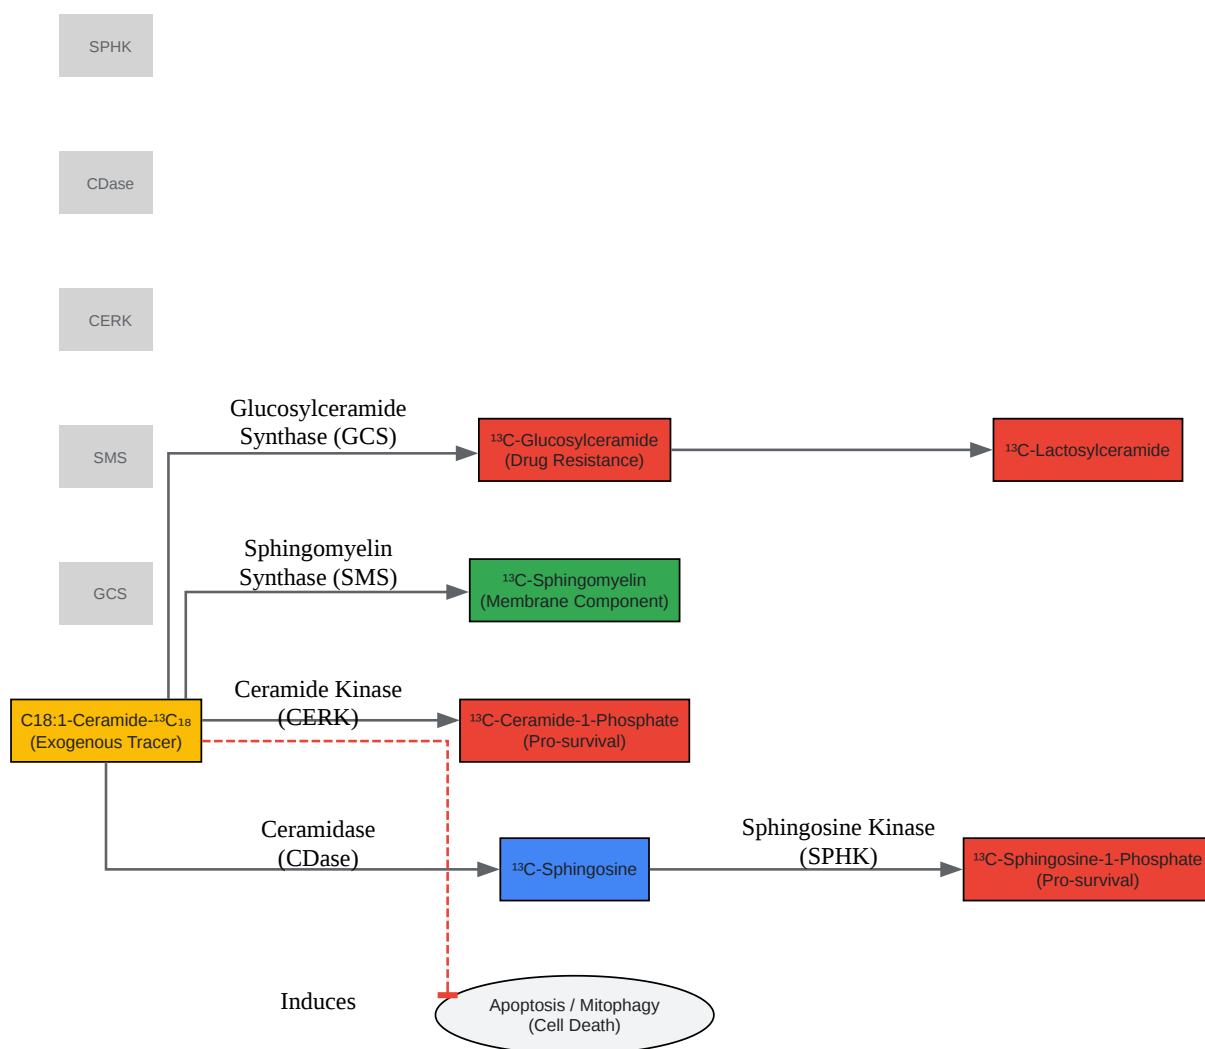 SPHK
CDase
CERK
Glucosylceramide
Synthase (GCS)
¹³C-Glucosylceramide
(Drug Resistance)
¹³C-Lactosylceramide
SMS
Sphingomyelin
Synthase (SMS)
¹³C-Sphingomyelin
(Membrane Component)
GCS
Ceramide Kinase
(CERK)
C18:1-Ceramide-¹³C₁₈
(Exogenous Tracer)
¹³C-Ceramide-1-Phosphate
(Pro-survival)
Ceramidase
(CDase)
¹³C-Sphingosine
Sphingosine Kinase
(SPHK)
¹³C-Sphingosine-1-Phosphate
(Pro-survival)
Induces
Apoptosis / Mitophagy
(Cell Death)